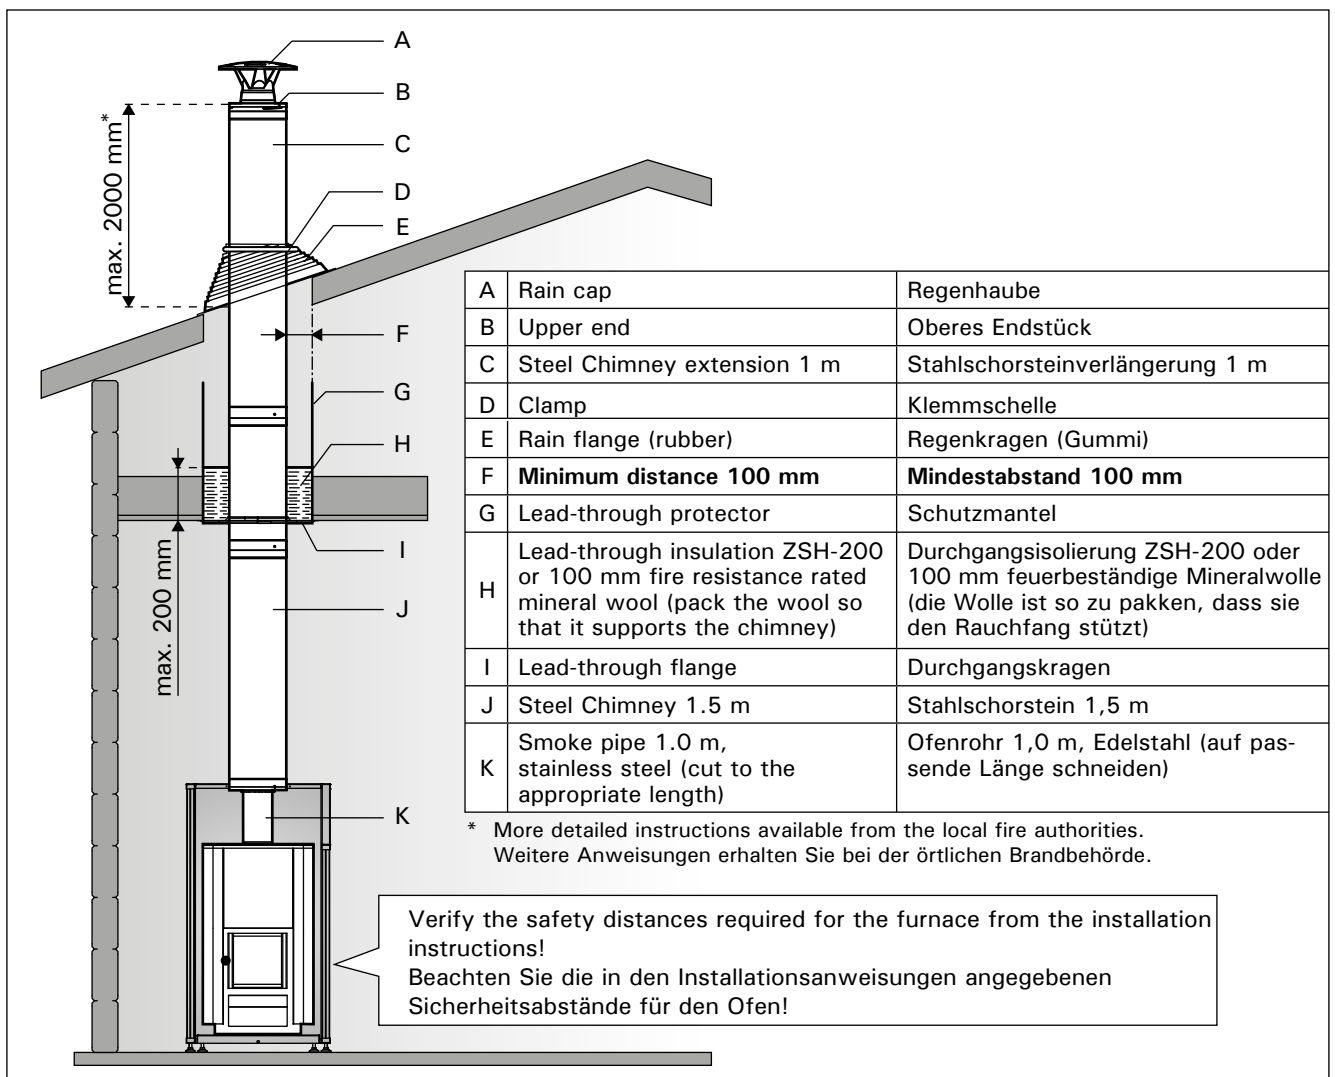 A
B
C
D
E
F
G
H
I
J
K
max. 2000 mm*
max. 200 mm
A Rain cap Regenhaube
B Upper end Oberes Endstück
C Steel Chimney extension 1 m Stahlschorsteinverlängerung 1 m
D Clamp Klemmschelle
E Rain flange (rubber) Regenkragen (Gummi)
F Minimum distance 100 mm Mindestabstand 100 mm
G Lead-through protector Schutzmantel
H
Lead-through insulation ZSH-200
or 100 mm fire resistance rated
mineral wool (pack the wool so
that it supports the chimney)
Durchgangsisolierung ZSH-200 oder
100 mm feuerbeständige Mineralwolle
(die Wolle ist so zu pakken, dass sie
den Rauchfang stützt)
I Lead-through flange Durchgangskragen
J Steel Chimney 1.5 m Stahlschorstein 1,5 m
K
Smoke pipe 1.0 m,
stainless steel (cut to the
appropriate length)
Ofenrohr 1,0 m, Edelstahl (auf pas-
sende Länge schneiden)
* More detailed instructions available from the local fire authorities.
Weitere Anweisungen erhalten Sie bei der örtlichen Brandbehörde.
Verify the safety distances required for the furnace from the installation
instructions!
Beachten Sie die in den Installationsanweisungen angegebenen
Sicherheitsabstände für den Ofen!